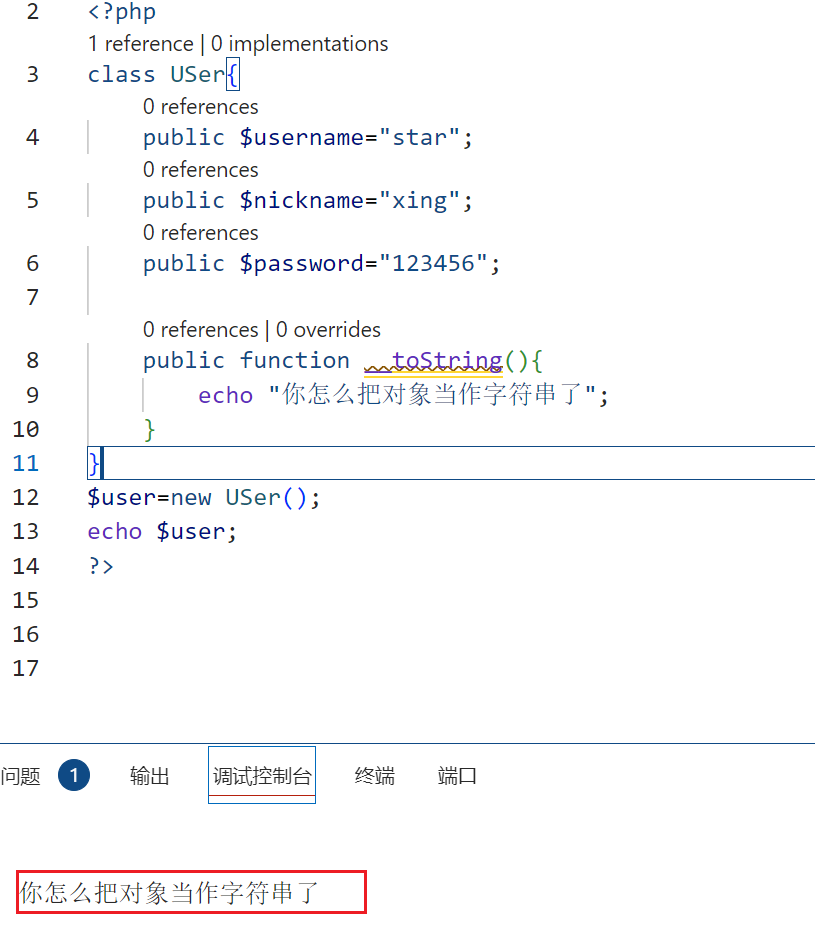 2 <?php
1 reference | 0 implementations
3 class USer{
0 references
4 public $username="star";
0 references
5 public $nickname="xing";
0 references
6 public $password="123456";
7
0 references | 0 overrides
8 public function __toString(){
9 echo "你怎么把对象当作字符串了";
10 }
11 }
12 $user=new USer();
13 echo $user;
14 ?>
15
16
17
问题 1 输出 调试控制台 终端 端口
你怎么把对象当作字符串了